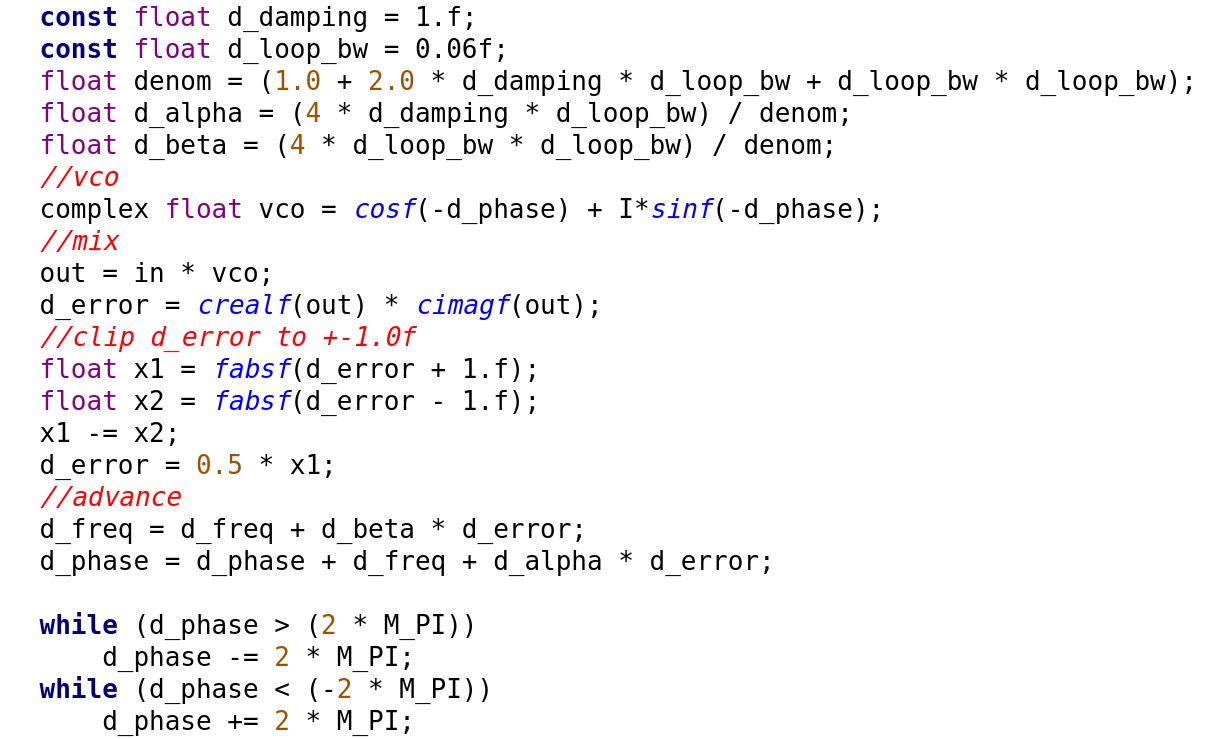 const float d_damping = 1.f;
const float d_loop_bw = 0.06f;
float denom = (1.0 + 2.0 * d_damping * d_loop_bw + d_loop_bw * d_loop_bw);
float d_alpha = (4 * d_damping * d_loop_bw) / denom;
float d_beta = (4 * d_loop_bw * d_loop_bw) / denom;
//vco
complex float vco = cosf(-d_phase) + I*sinf(-d_phase);
//mix
out = in * vco;
d_error = crealf(out) * cimagf(out);
//clip d_error to +-1.0f
float x1 = fabsf(d_error + 1.f);
float x2 = fabsf(d_error - 1.f);
x1 -= x2;
d_error = 0.5 * x1;
//advance
d_freq = d_freq + d_beta * d_error;
d_phase = d_phase + d_freq + d_alpha * d_error;
while (d_phase > (2 * M_PI))
    d_phase -= 2 * M_PI;
while (d_phase < (-2 * M_PI))
    d_phase += 2 * M_PI;